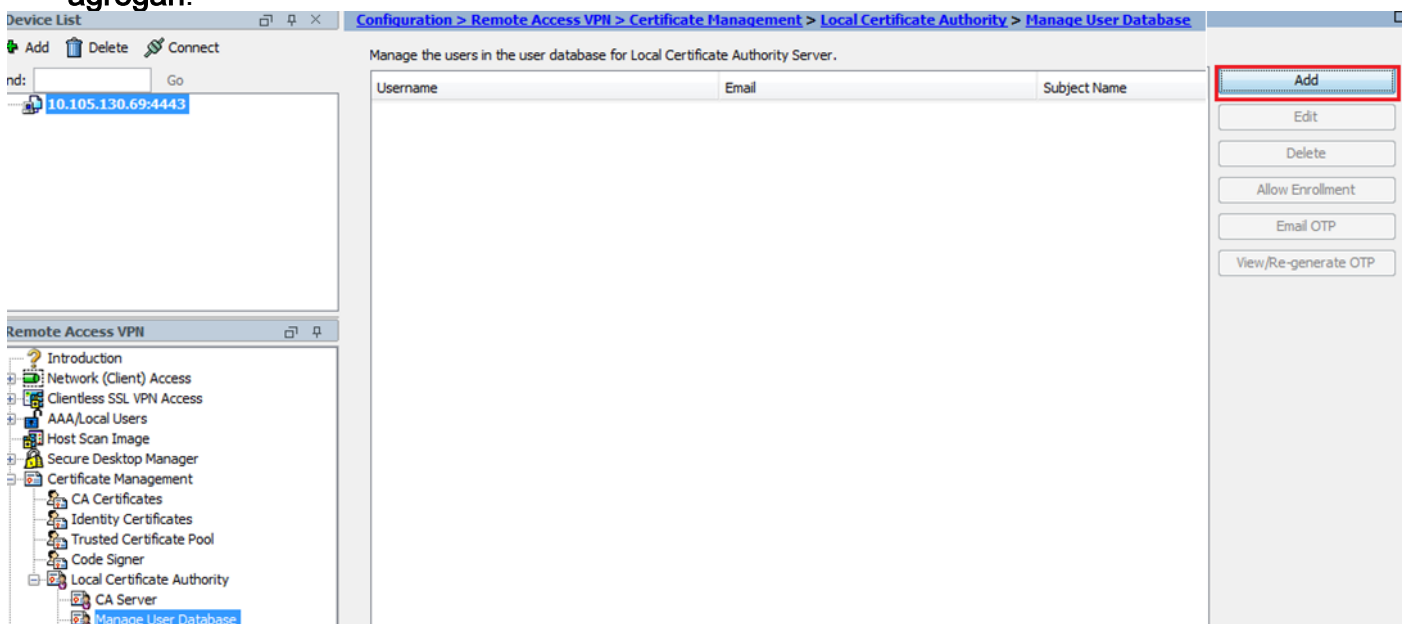 agregan.
Device List
Configuration > Remote Access VPN > Certificate Management > Local Certificate Authority > Manage User Database
Add Delete Connect
Manage the users in the user database for Local Certificate Authority Server.
nd: Go
Username Email Subject Name
10.105.130.69:4443
Add
Edit
Delete
Allow Enrollment
Email OTP
View/Re-generate OTP
Remote Access VPN
Introduction
Network (Client) Access
Clientless SSL VPN Access
AAA/Local Users
Host Scan Image
Secure Desktop Manager
Certificate Management
CA Certificates
Identity Certificates
Trusted Certificate Pool
Code Signer
Local Certificate Authority
CA Server
Manage User Database